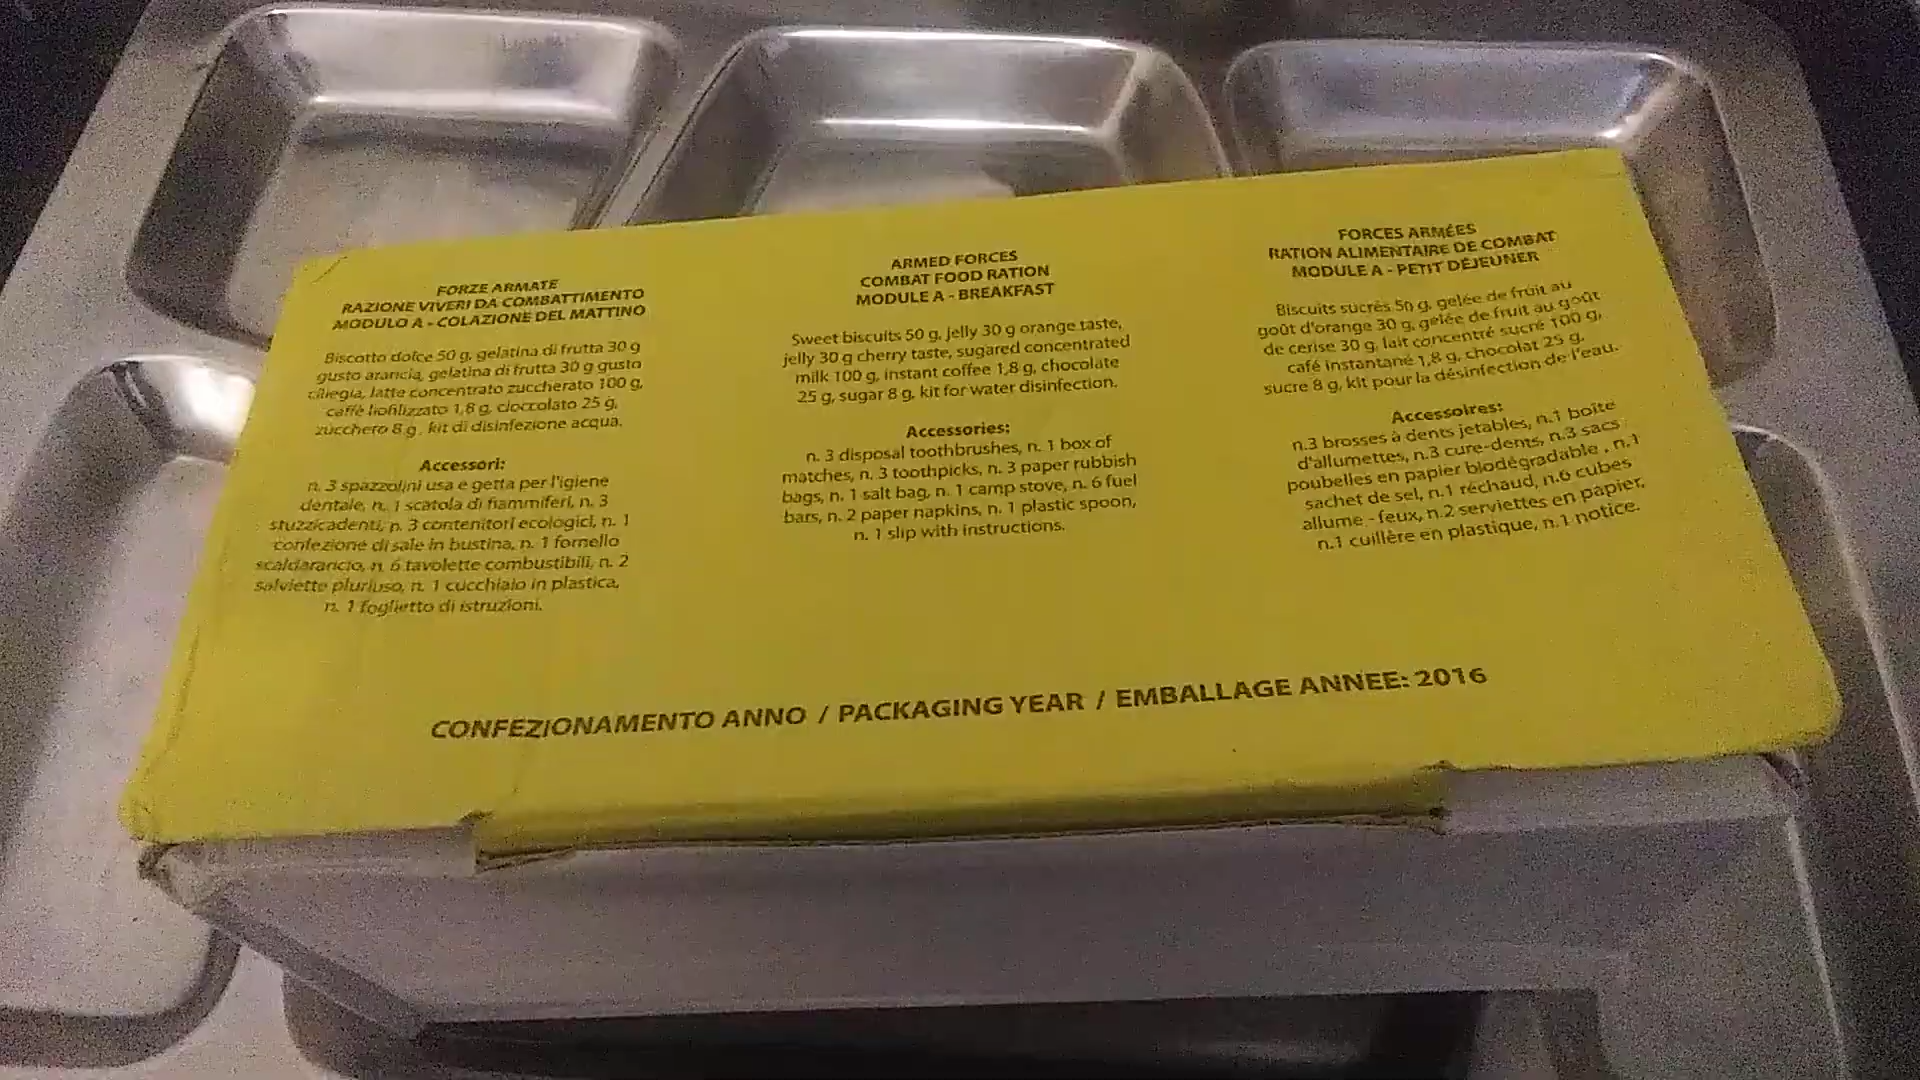 FORZE ARMATE
RAZIONE VIVERI DA COMBATTIMENTO
MODULO A - COLAZIONE DEL MATTINO
Biscotto dolce 50 g, gelatina di frutta 30 g
gusto arancia, gelatina di frutta 30 g gusto
ciliegia, latte concentrato zuccherato 100 g,
caffè liofilizzato 1,8 g, cioccolato 25 g,
zucchero 8 g, kit di disinfezione acqua.
Accessori:
n. 3 spazzolini usa e getta per l'igiene
dentale, n. 1 scatola di fiammiferi, n. 3
stuzzicadenti, n. 3 contenitori ecologici, n. 1
confezione di sale in bustina, n. 1 fornello
scaldarancio, n. 6 tavolette combustibili, n. 2
salviette pluriuso, n. 1 cucchiaio in plastica,
n. 1 foglietto di istruzioni.
ARMED FORCES
COMBAT FOOD RATION
MODULE A - BREAKFAST
Sweet biscuits 50 g, jelly 30 g orange taste,
jelly 30 g cherry taste, sugared concentrated
milk 100 g, instant coffee 1,8 g, chocolate
25 g, sugar 8 g, kit for water disinfection.
Accessories:
n. 3 disposal toothbrushes, n. 1 box of
matches, n. 3 toothpicks, n. 3 paper rubbish
bags, n. 1 salt bag, n. 1 camp stove, n. 6 fuel
bars, n. 2 paper napkins, n. 1 plastic spoon,
n. 1 slip with instructions.
FORCES ARMÉES
RATION ALIMENTAIRE DE COMBAT
MODULE A - PETIT DÉJEUNER
Biscuits sucrés 50 g, gelée de fruit au
goût d'orange 30 g, gelée de fruit au goût
de cerise 30 g, lait concentré sucré 100 g,
café instantané 1,8 g, chocolat 25 g,
sucre 8 g, kit pour la désinfection de l'eau.
Accessoires:
n.3 brosses à dents jetables, n.1 boîte
d'allumettes, n.3 cure-dents, n.3 sacs
poubelles en papier biodégradable , n.1
sachet de sel, n.1 réchaud, n.6 cubes
allume - feux, n.2 serviettes en papier,
n.1 cuillère en plastique, n.1 notice.
CONFEZIONAMENTO ANNO / PACKAGING YEAR / EMBALLAGE ANNEE: 2016